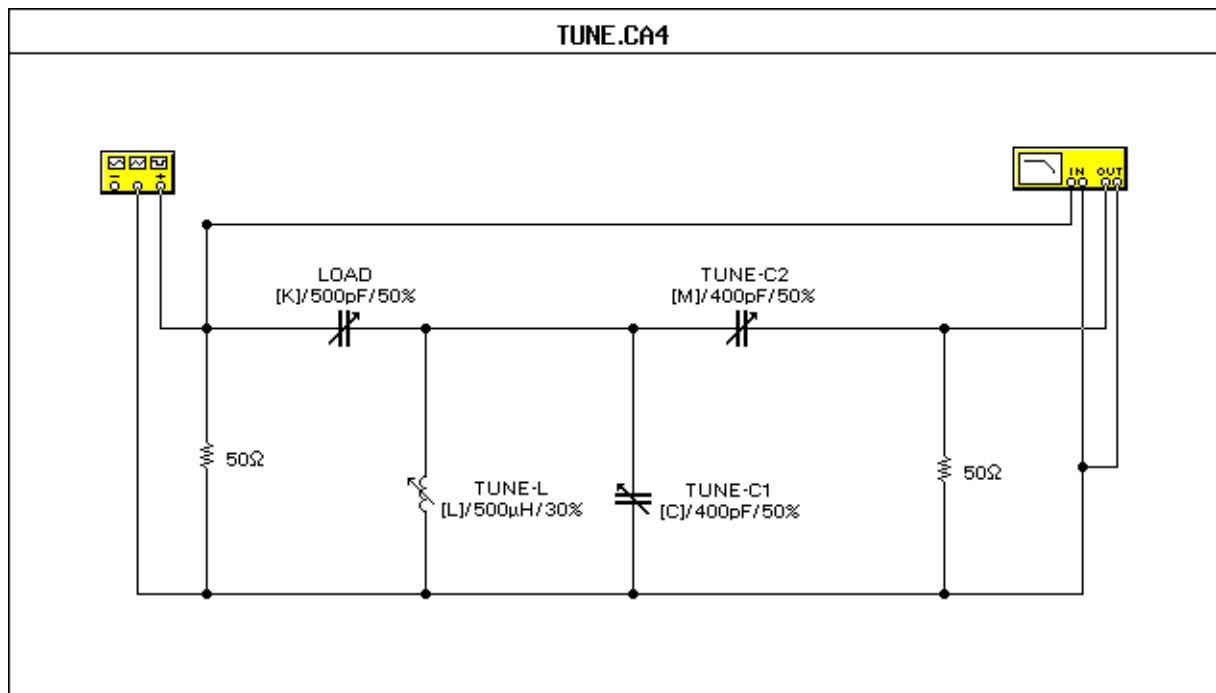 TUNE.CA4
IN OUT
LOAD
[K]/500pF/50%
TUNE-C2
[M]/400pF/50%
50Ω
TUNE-L
[L]/500µH/30%
TUNE-C1
[C]/400pF/50%
50Ω